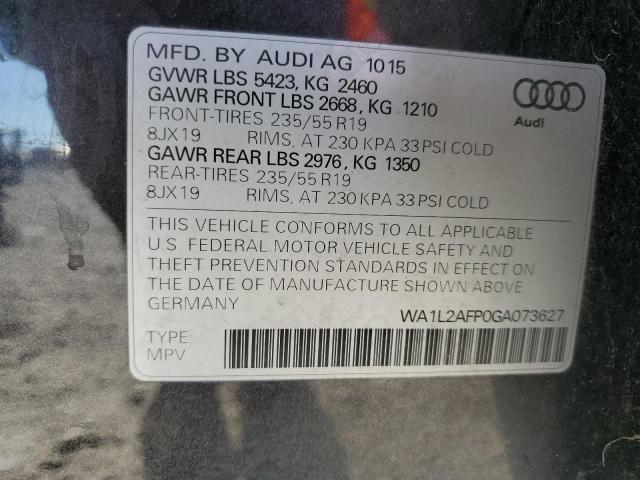 MFD. BY AUDI AG 1015
GVWR LBS 5423, KG 2460
GAWR FRONT LBS 2668, KG 1210
FRONT-TIRES 235/55 R19
8JX19 RIMS, AT 230 KPA 33 PSI COLD
GAWR REAR LBS 2976, KG 1350
REAR-TIRES 235/55 R19
8JX19 RIMS, AT 230 KPA 33 PSI COLD
Audi
THIS VEHICLE CONFORMS TO ALL APPLICABLE
U.S. FEDERAL MOTOR VEHICLE SAFETY AND
THEFT PREVENTION STANDARDS IN EFFECT ON
THE DATE OF MANUFACTURE SHOWN ABOVE
GERMANY
WA1L2AFP0GA073627
TYPE:
MPV